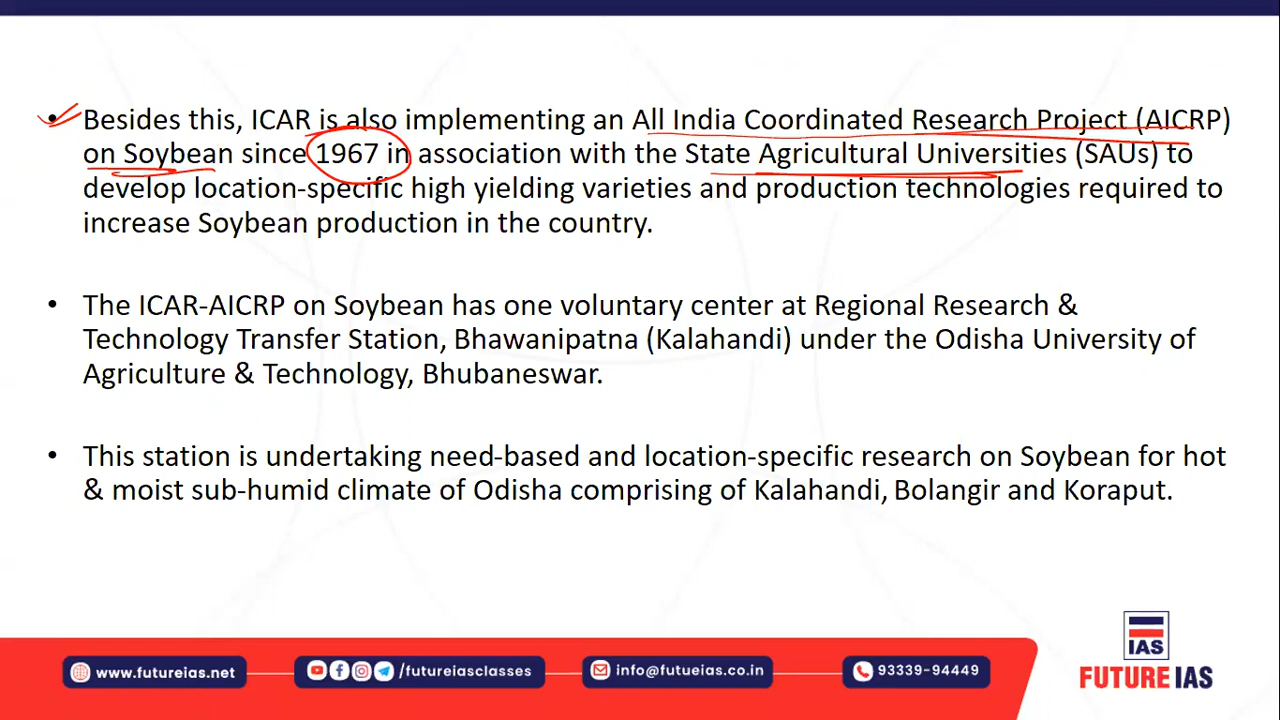 • Besides this, ICAR is also implementing an All India Coordinated Research Project (AICRP)
on Soybean since 1967 in association with the State Agricultural Universities (SAUs) to
develop location-specific high yielding varieties and production technologies required to
increase Soybean production in the country.
• The ICAR-AICRP on Soybean has one voluntary center at Regional Research &
Technology Transfer Station, Bhawanipatna (Kalahandi) under the Odisha University of
Agriculture & Technology, Bhubaneswar.
• This station is undertaking need-based and location-specific research on Soybean for hot
& moist sub-humid climate of Odisha comprising of Kalahandi, Bolangir and Koraput.
www.futureias.net
/futureiasclasses
info@futueias.co.in
93339-94449
IAS
FUTURE IAS